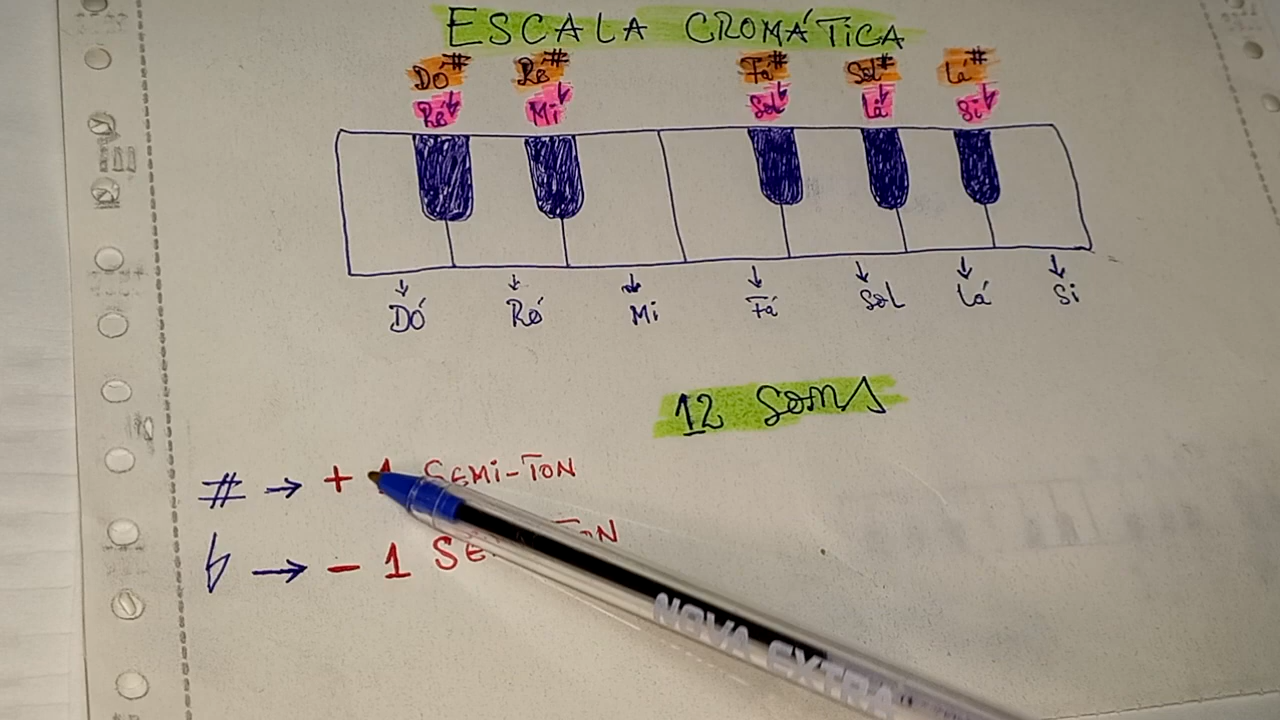 ESCALA CROMÁTICA
Dó# Ré# Fá# Sol# Lá#
Ré♭ Mi♭ Sol♭ Lá♭ Si♭
Dó Ré Mi Fá Sol Lá Si
12 Sons
# → + 1 SEMI-TON
♭ → - 1
NOVA EXTRA